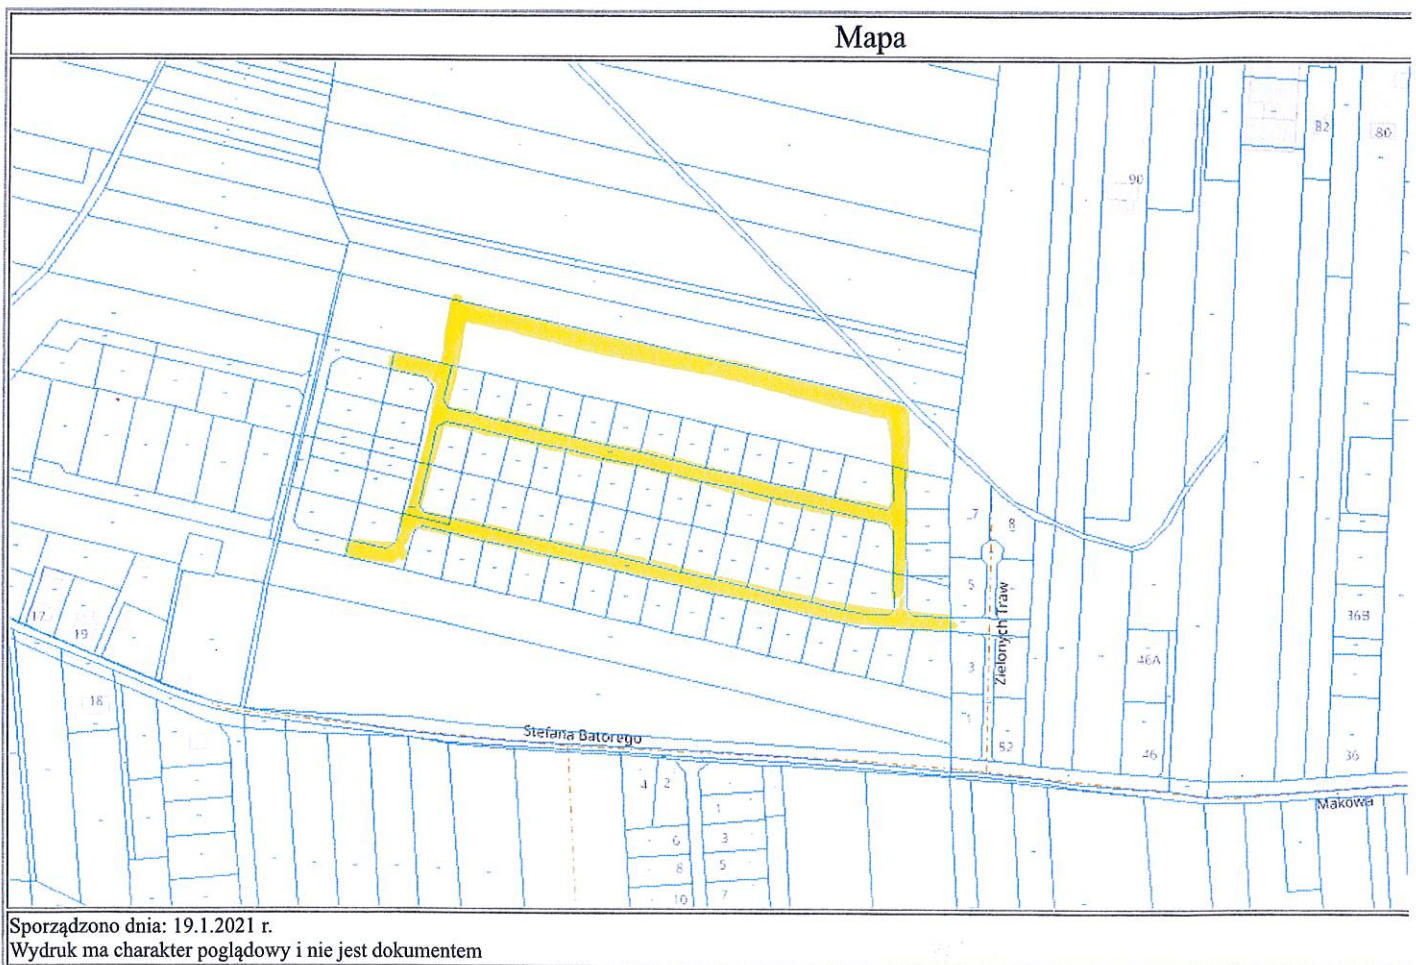 Mapa
B2
80
90
7
8
5
Zielonych Traw
3
1
52
17
19
18
36B
46A
46
36
Stefana Batorego
Makowa
4
2
1
6
3
8
5
10
7
Sporządzono dnia: 19.1.2021 r.
Wydruk ma charakter poglądowy i nie jest dokumentem